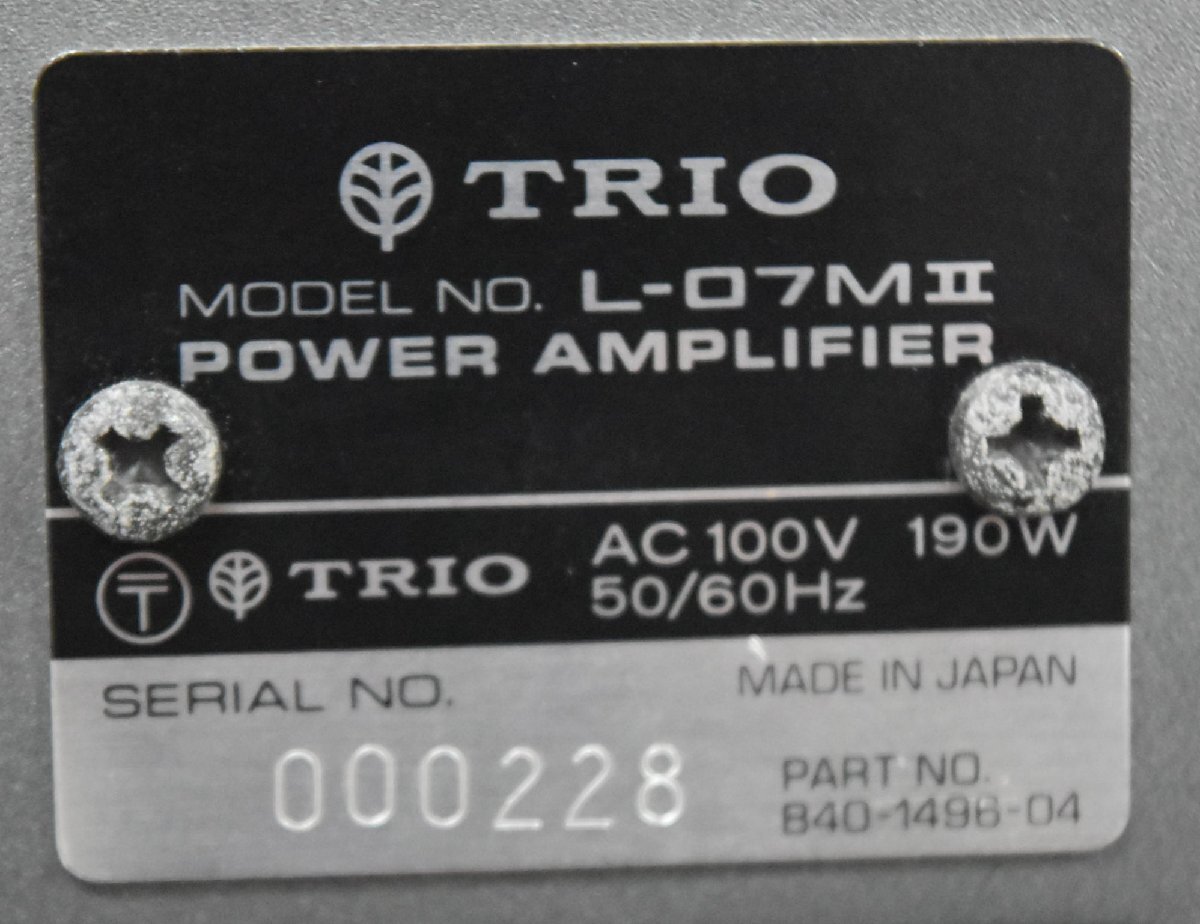 TRIO
MODEL NO. L-07MII
POWER AMPLIFIER
〒 TRIO AC 100V 190W
50/60Hz
SERIAL NO. MADE IN JAPAN
000228
PART NO.
B40-1496-04